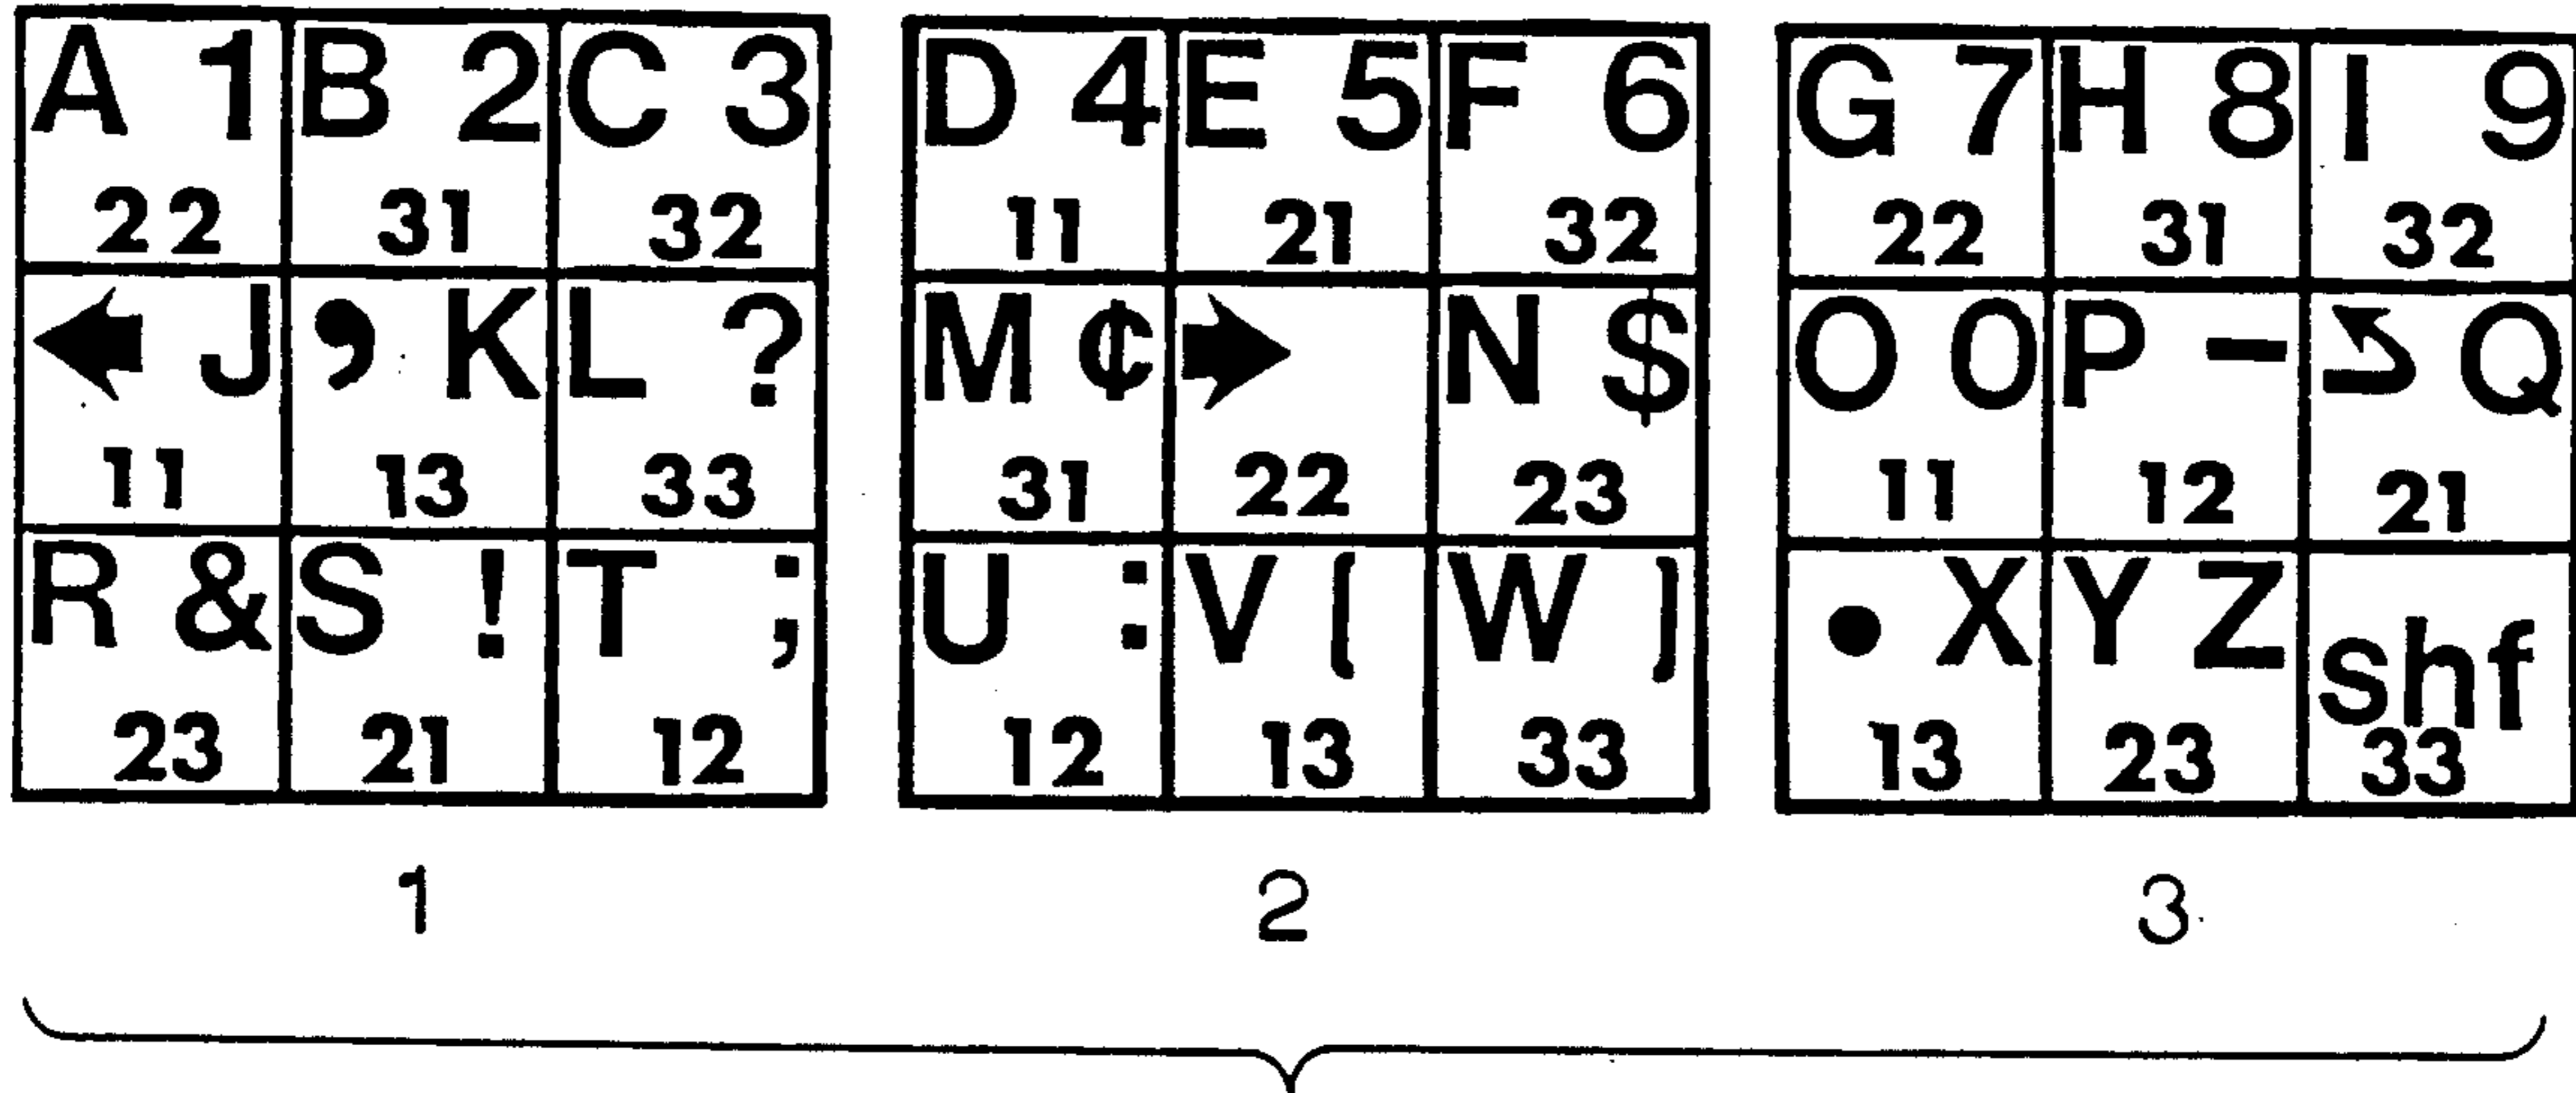 A 1 B 2 C 3 D 4 E 5 F 6 G 7 H 8 I 9
22 31 32 11 21 32 22 31 32
J , K L ? M ¢ N $ O 0 P - Q
11 13 33 31 22 23 11 12 21
R & S ! T ; U : V [ W ] . X Y Z shf
23 21 12 12 13 33 13 23 33
1 2 3